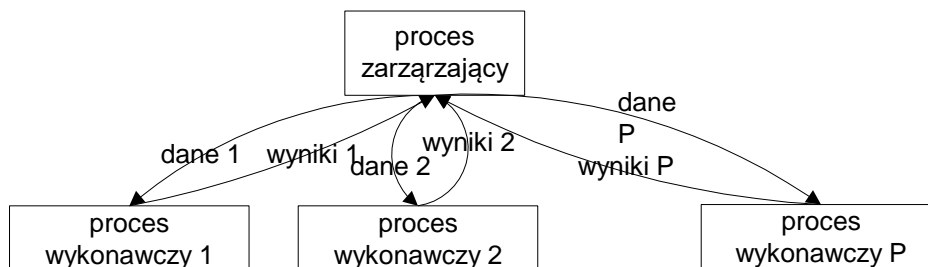 proces
zarząrzający
dane
P
dane 1
wyniki 1
dane 2
wyniki 2
wyniki P
proces
wykonawczy 1
proces
wykonawczy 2
proces
wykonawczy P